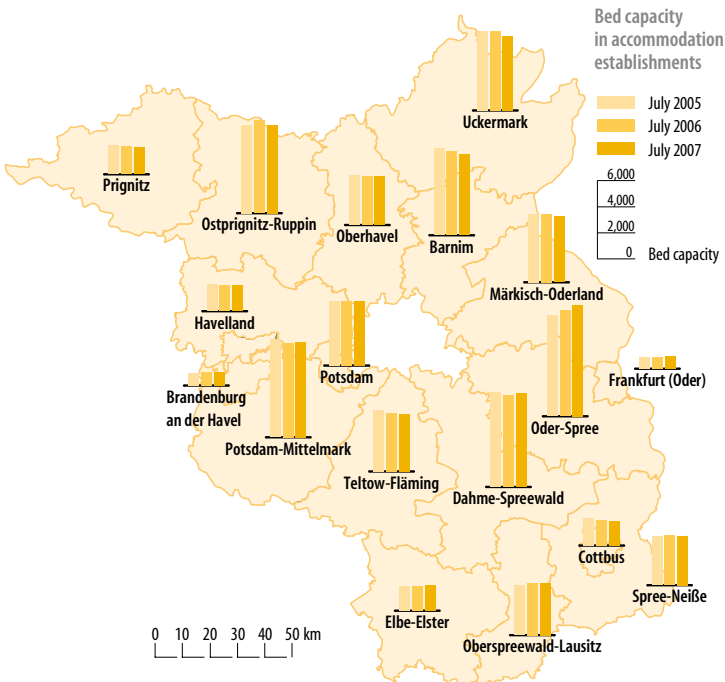 Bed capacity
in accommodation
establishments
July 2005
July 2006
July 2007
6,000
4,000
2,000
0 Bed capacity
Uckermark
Prignitz
Ostprignitz-Ruppin
Oberhavel
Barnim
Märkisch-Oderland
Havelland
Potsdam
Frankfurt (Oder)
Brandenburg
an der Havel
Oder-Spree
Potsdam-Mittelmark
Teltow-Fläming
Dahme-Spreewald
Cottbus
Spree-Neiße
Elbe-Elster
Oberspreewald-Lausitz
0 10 20 30 40 50 km